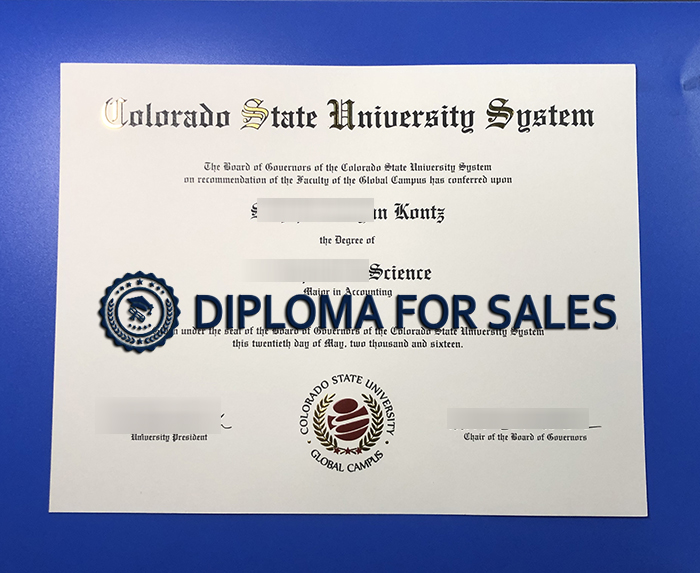 Colorado State University System
The Board of Governors of the Colorado State University System
on recommendation of the Faculty of the Global Campus has conferred upon
Kontz
the Degree of
Science
Major in Accounting
DIPLOMA FOR SALES
under the seal of the Board of Governors of the Colorado State University System
this twentieth day of May, two thousand and sixteen.
COLORADO STATE UNIVERSITY
GLOBAL CAMPUS
University President
Chair of the Board of Governors